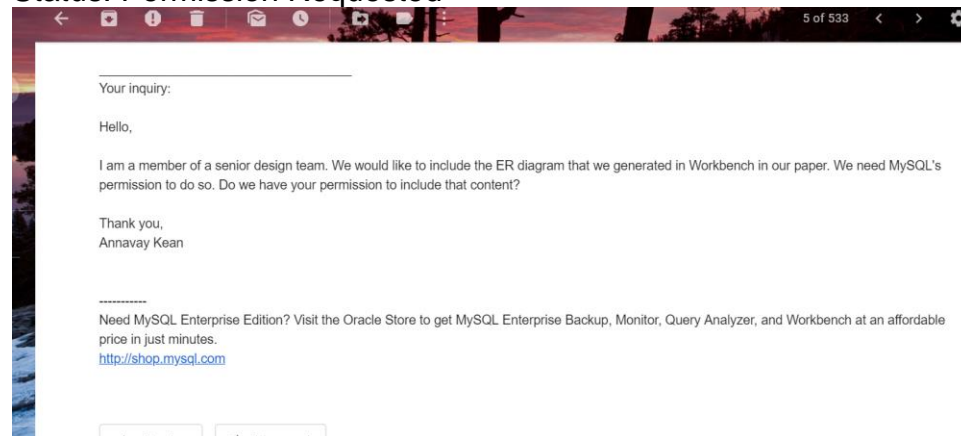 Status: Permission Requested
5 of 533
Your inquiry:
Hello,
I am a member of a senior design team. We would like to include the ER diagram that we generated in Workbench in our paper. We need MySQL's
permission to do so. Do we have your permission to include that content?
Thank you,
Annavay Kean
-----------
Need MySQL Enterprise Edition? Visit the Oracle Store to get MySQL Enterprise Backup, Monitor, Query Analyzer, and Workbench at an affordable
price in just minutes.
http://shop.mysql.com